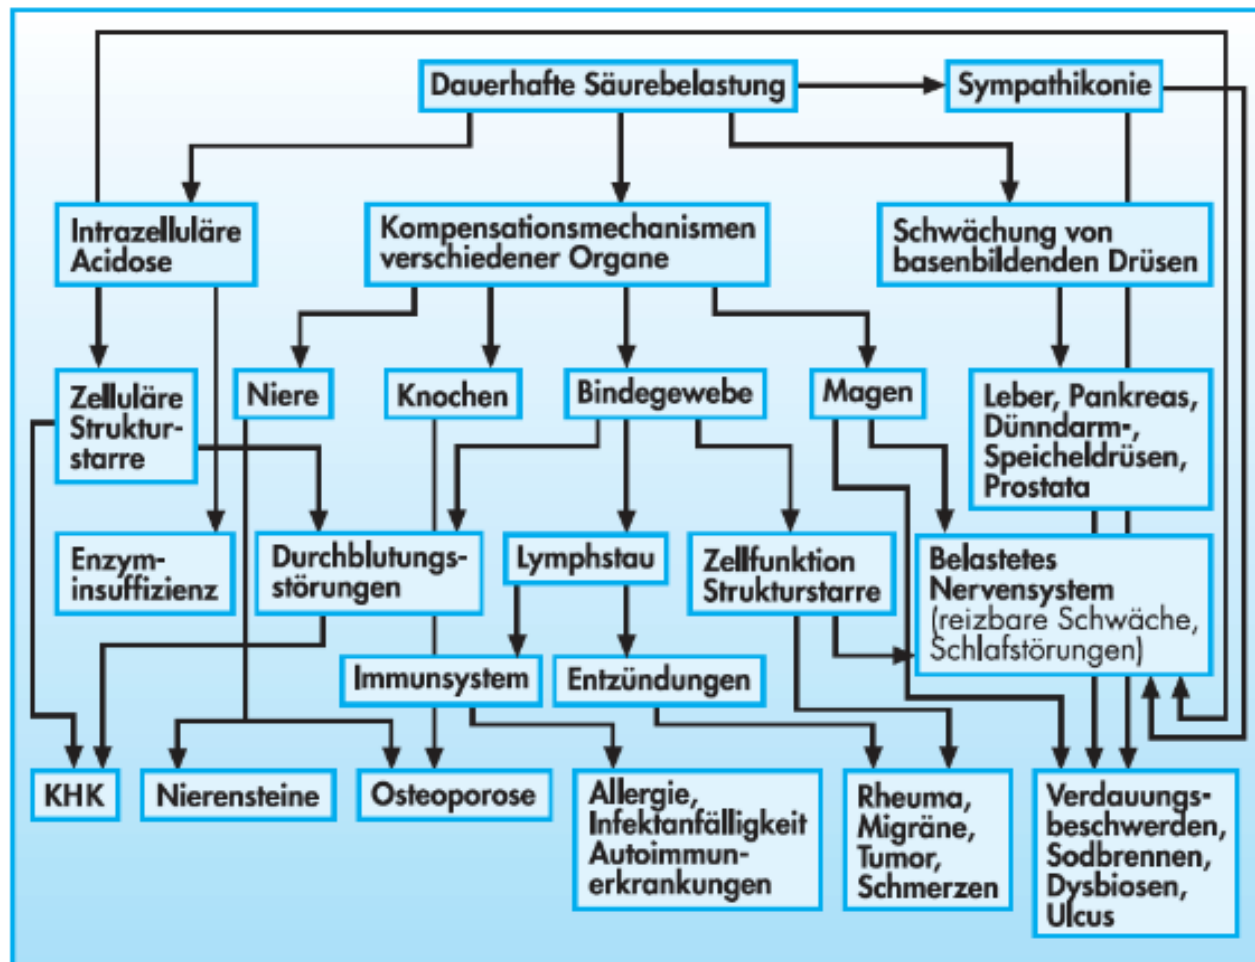 Dauerhafte Säurebelastung
Sympathikonie
Intrazelluläre
Acidose
Kompensationsmechanismen
verschiedener Organe
Schwächung von
basenbildenden Drüsen
Zelluläre
Struktur-
starre
Niere
Knochen
Bindegewebe
Magen
Leber, Pankreas,
Dünndarm-,
Speicheldrüsen,
Prostata
Enzym-
insuffizienz
Durchblutungs-
störungen
Lymphstau
Zellfunktion
Strukturstarre
Belastetes
Nervensystem
(reizbare Schwäche,
Schlafstörungen)
Immunsystem
Entzündungen
KHK
Nierensteine
Osteoporose
Allergie,
Infektanfälligkeit
Autoimmun-
erkrankungen
Rheuma,
Migräne,
Tumor,
Schmerzen
Verdauungs-
beschwerden,
Sodbrennen,
Dysbiosen,
Ulcus